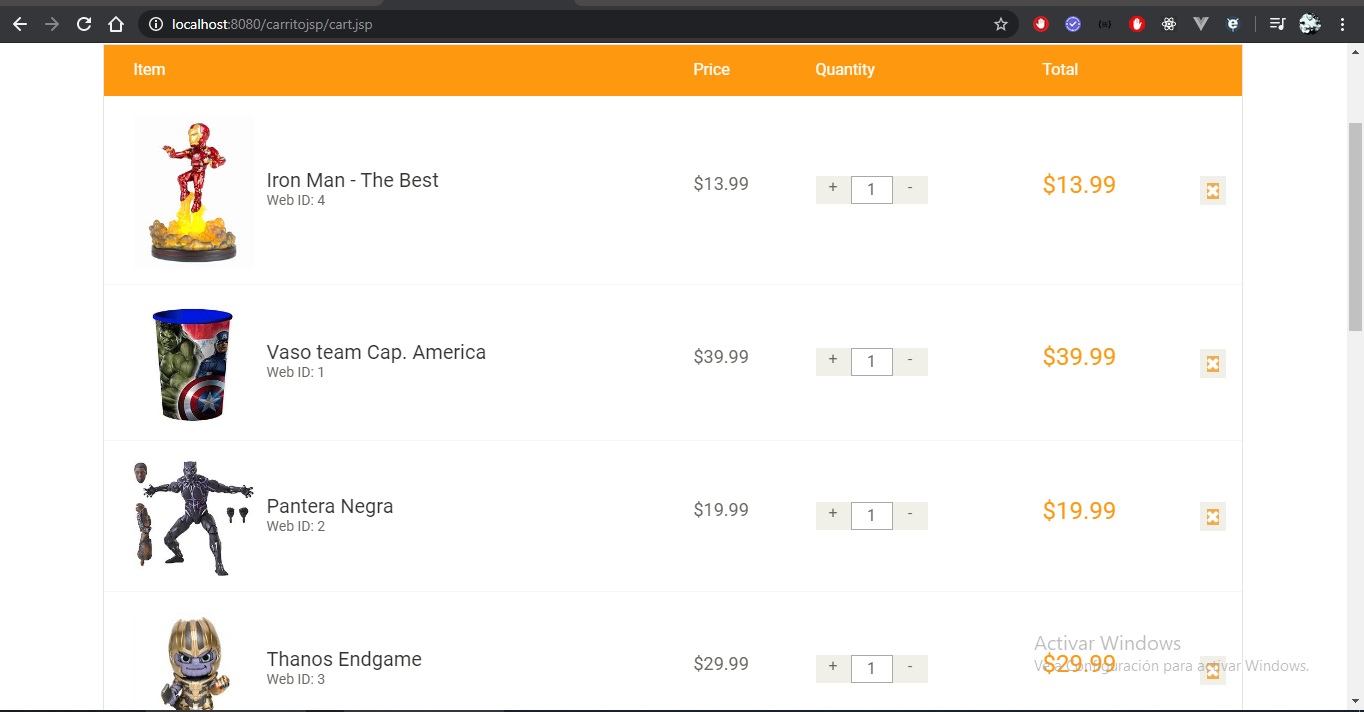 localhost:8080/carritojsp/cart.jsp
Item Price Quantity Total
Iron Man - The Best
Web ID: 4
$13.99 + 1 - $13.99
Vaso team Cap. America
Web ID: 1
$39.99 + 1 - $39.99
Pantera Negra
Web ID: 2
$19.99 + 1 - $19.99
Thanos Endgame
Web ID: 3
$29.99 + 1 - $29.99
Activar Windows
Ve a Configuración para activar Windows.